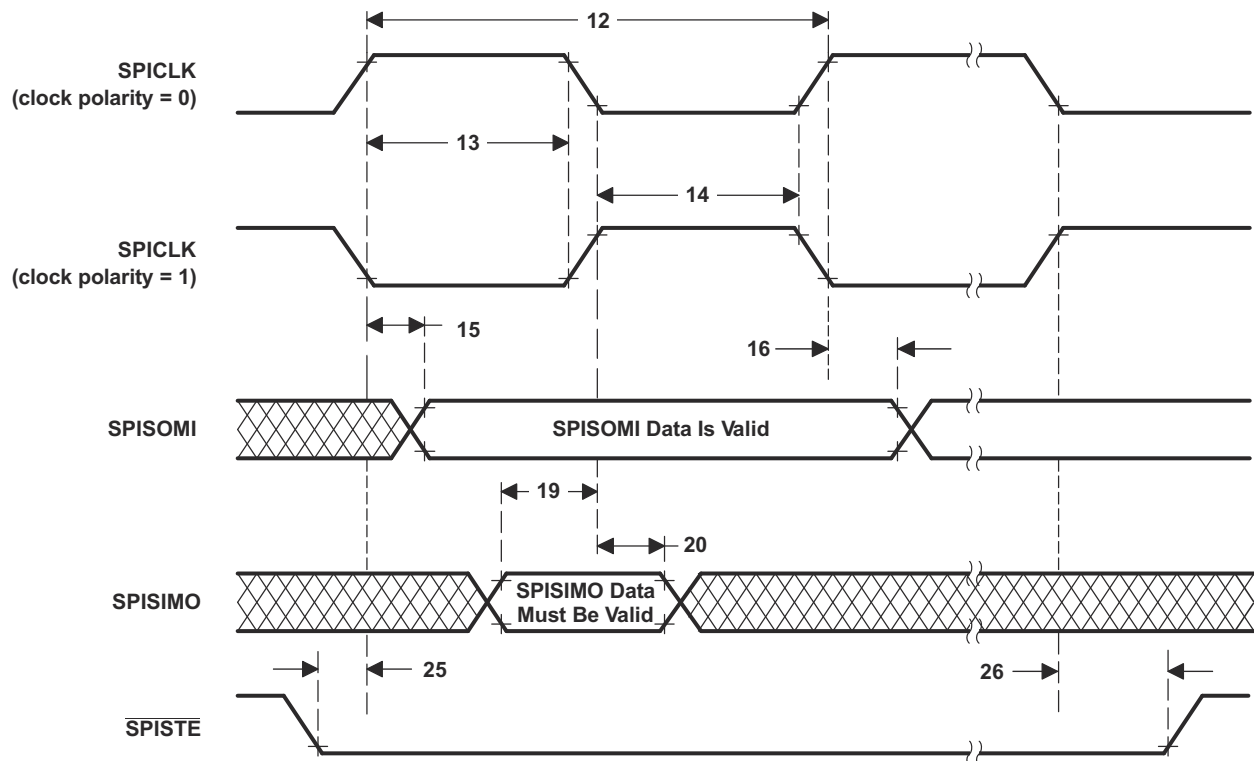 12
SPICLK
(clock polarity = 0)
13
14
SPICLK
(clock polarity = 1)
15
16
SPISOMI
SPISOMI Data Is Valid
19
20
SPISIMO
SPISIMO Data
Must Be Valid
25
26
SPISTE